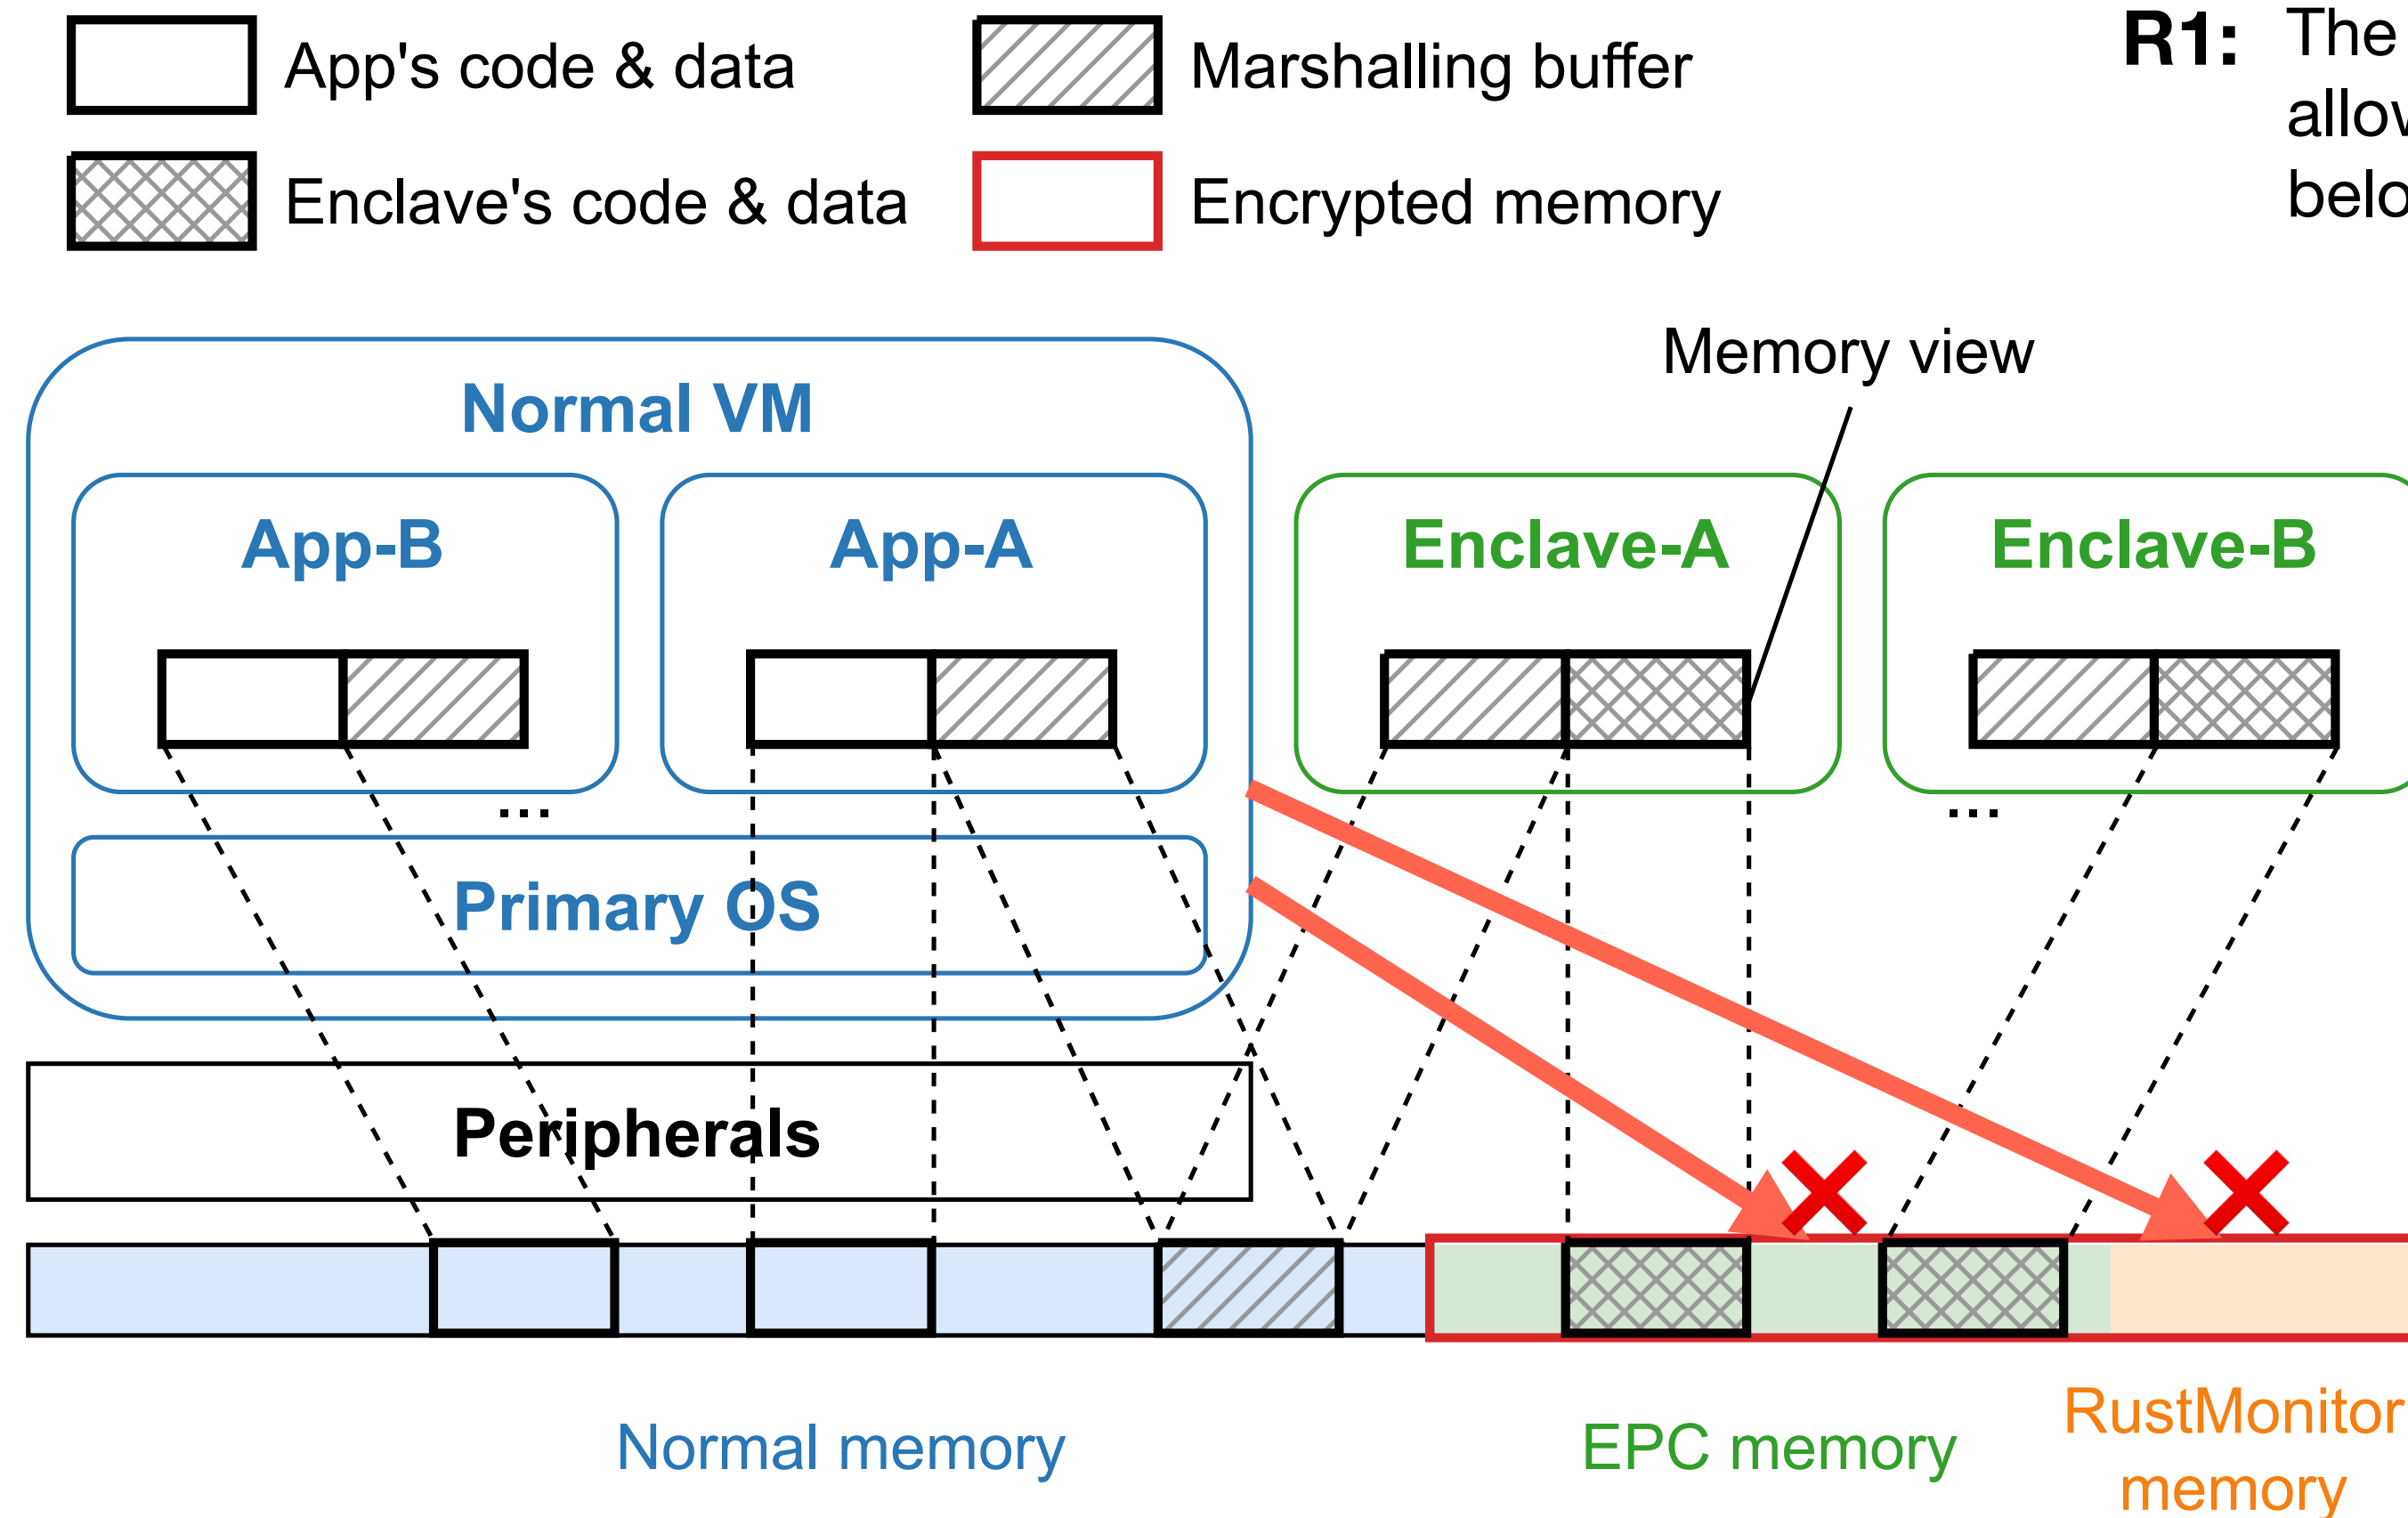 App's code & data
Marshalling buffer
Enclave's code & data
Encrypted memory
R1: The
Memory view
Normal VM
App-B
App-A
Enclave-A
Enclave-B
...
...
Primary OS
Peripherals
Normal memory
EPC memory
RustMonitor
memory